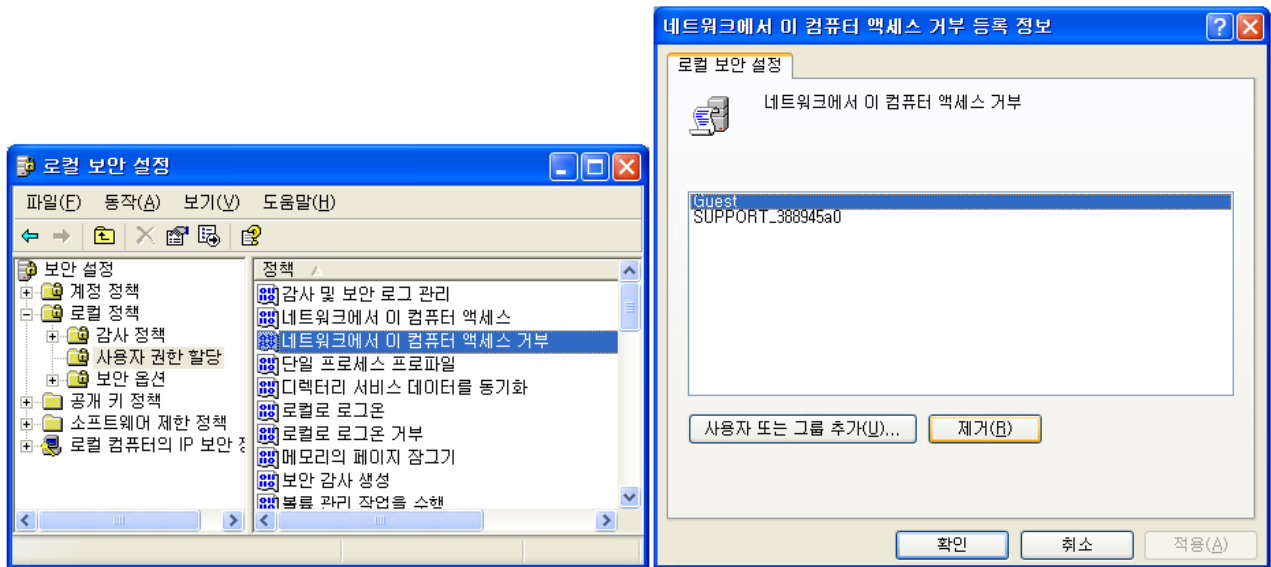 로컬 보안 설정
파일(F) 동작(A) 보기(V) 도움말(H)
보안 설정
계정 정책
로컬 정책
감사 정책
사용자 권한 할당
보안 옵션
공개 키 정책
소프트웨어 제한 정책
로컬 컴퓨터의 IP 보안
정책
감사 및 보안 로그 관리
네트워크에서 이 컴퓨터 액세스
네트워크에서 이 컴퓨터 액세스 거부
단일 프로세스 프로파일
디렉터리 서비스 데이터를 동기화
로컬로 로그온
로컬로 로그온 거부
메모리의 페이지 잠그기
보안 감사 생성
볼륨 관리 작업을 수행
네트워크에서 이 컴퓨터 액세스 거부 등록 정보
로컬 보안 설정
네트워크에서 이 컴퓨터 액세스 거부
Guest
SUPPORT_388945a0
사용자 또는 그룹 추가(U)... 제거(R)
확인 취소 적용(A)